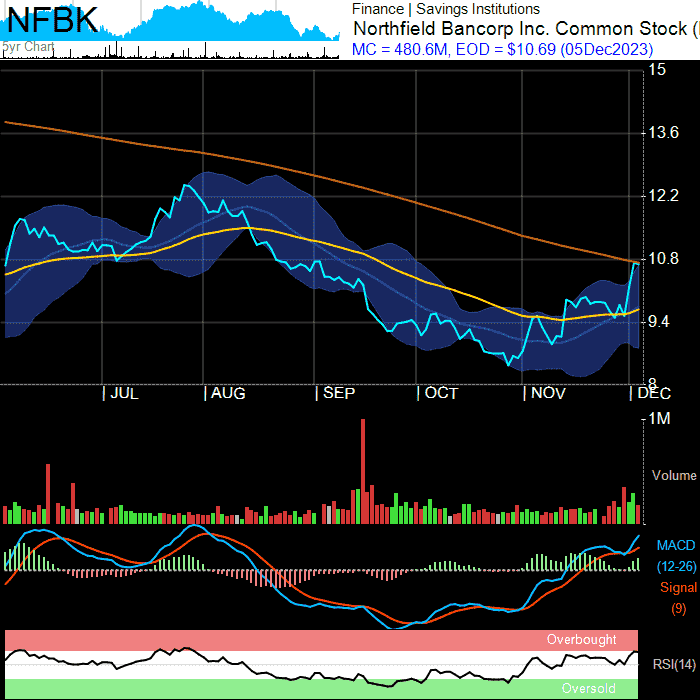 NFBK
5yr Chart
Finance | Savings Institutions
Northfield Bancorp Inc. Common Stock (
MC = 480.6M, EOD = $10.69 (05Dec2023)
15
13.6
12.2
10.8
9.4
8
JUL AUG SEP OCT NOV DEC
1M
Volume
MACD
(12-26)
Signal
(9)
Overbought
RSI(14)
Oversold